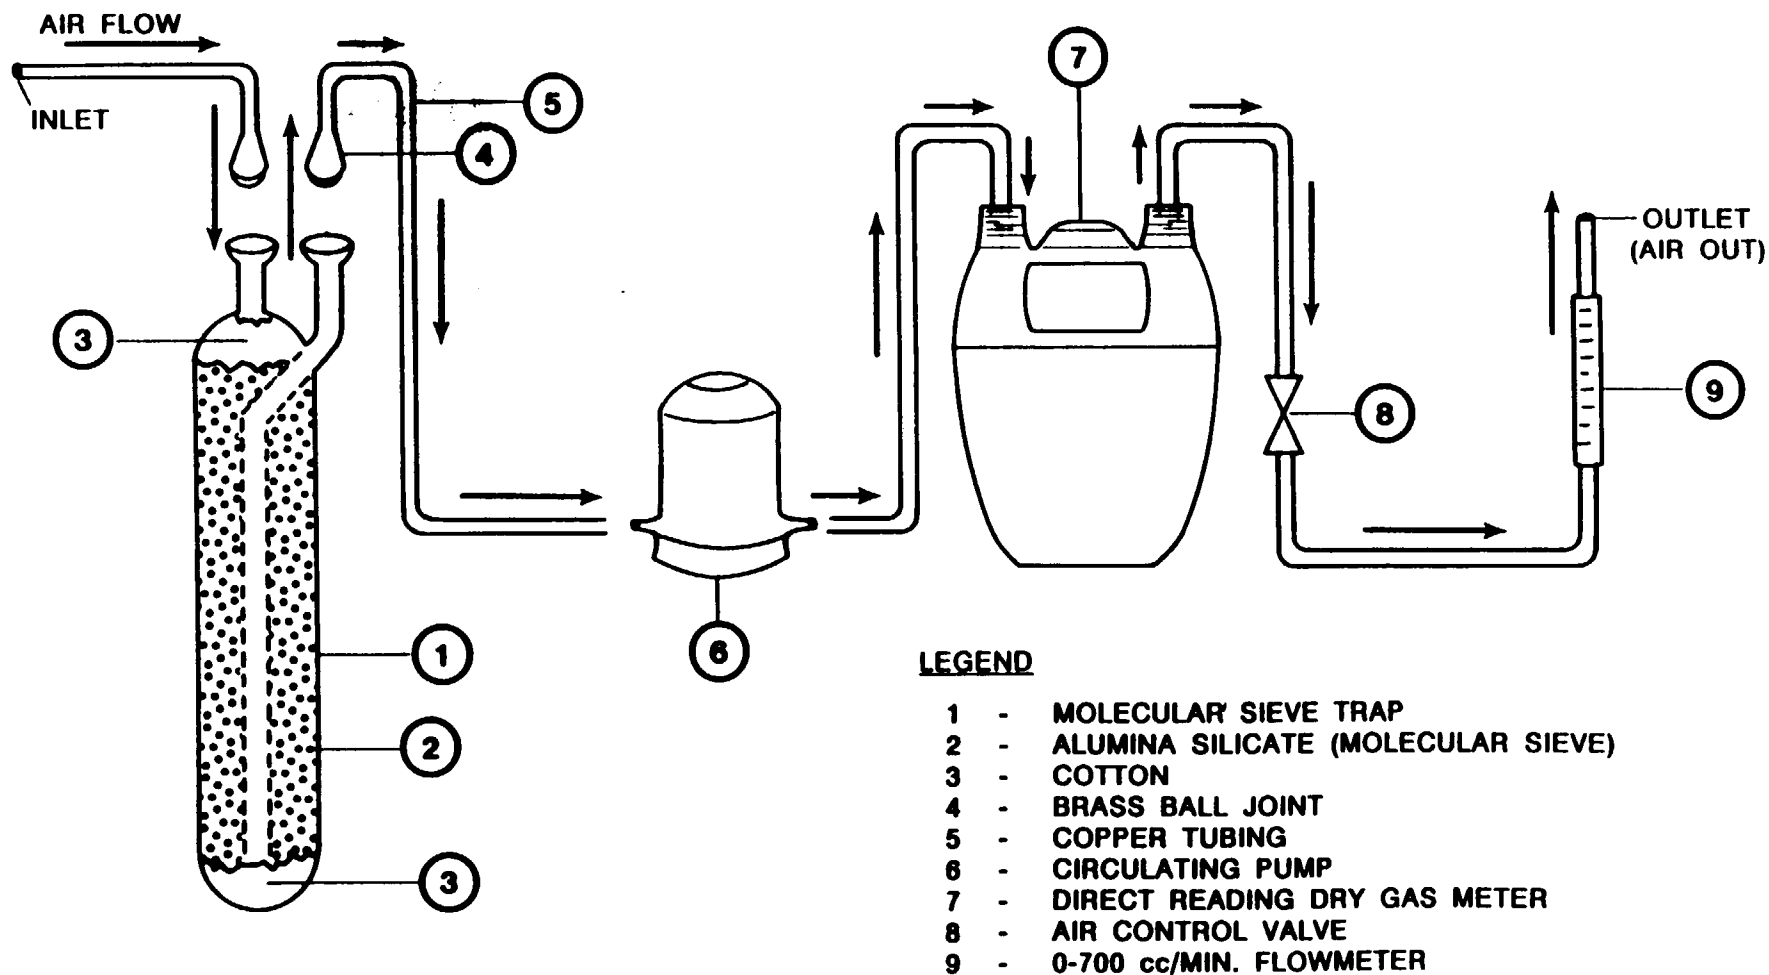 AIR FLOW
INLET
5
4
7
3
OUTLET
(AIR OUT)
8
9
1
6
2
3
LEGEND
1 - MOLECULAR SIEVE TRAP
2 - ALUMINA SILICATE (MOLECULAR SIEVE)
3 - COTTON
4 - BRASS BALL JOINT
5 - COPPER TUBING
6 - CIRCULATING PUMP
7 - DIRECT READING DRY GAS METER
8 - AIR CONTROL VALVE
9 - 0-700 cc/MIN. FLOWMETER